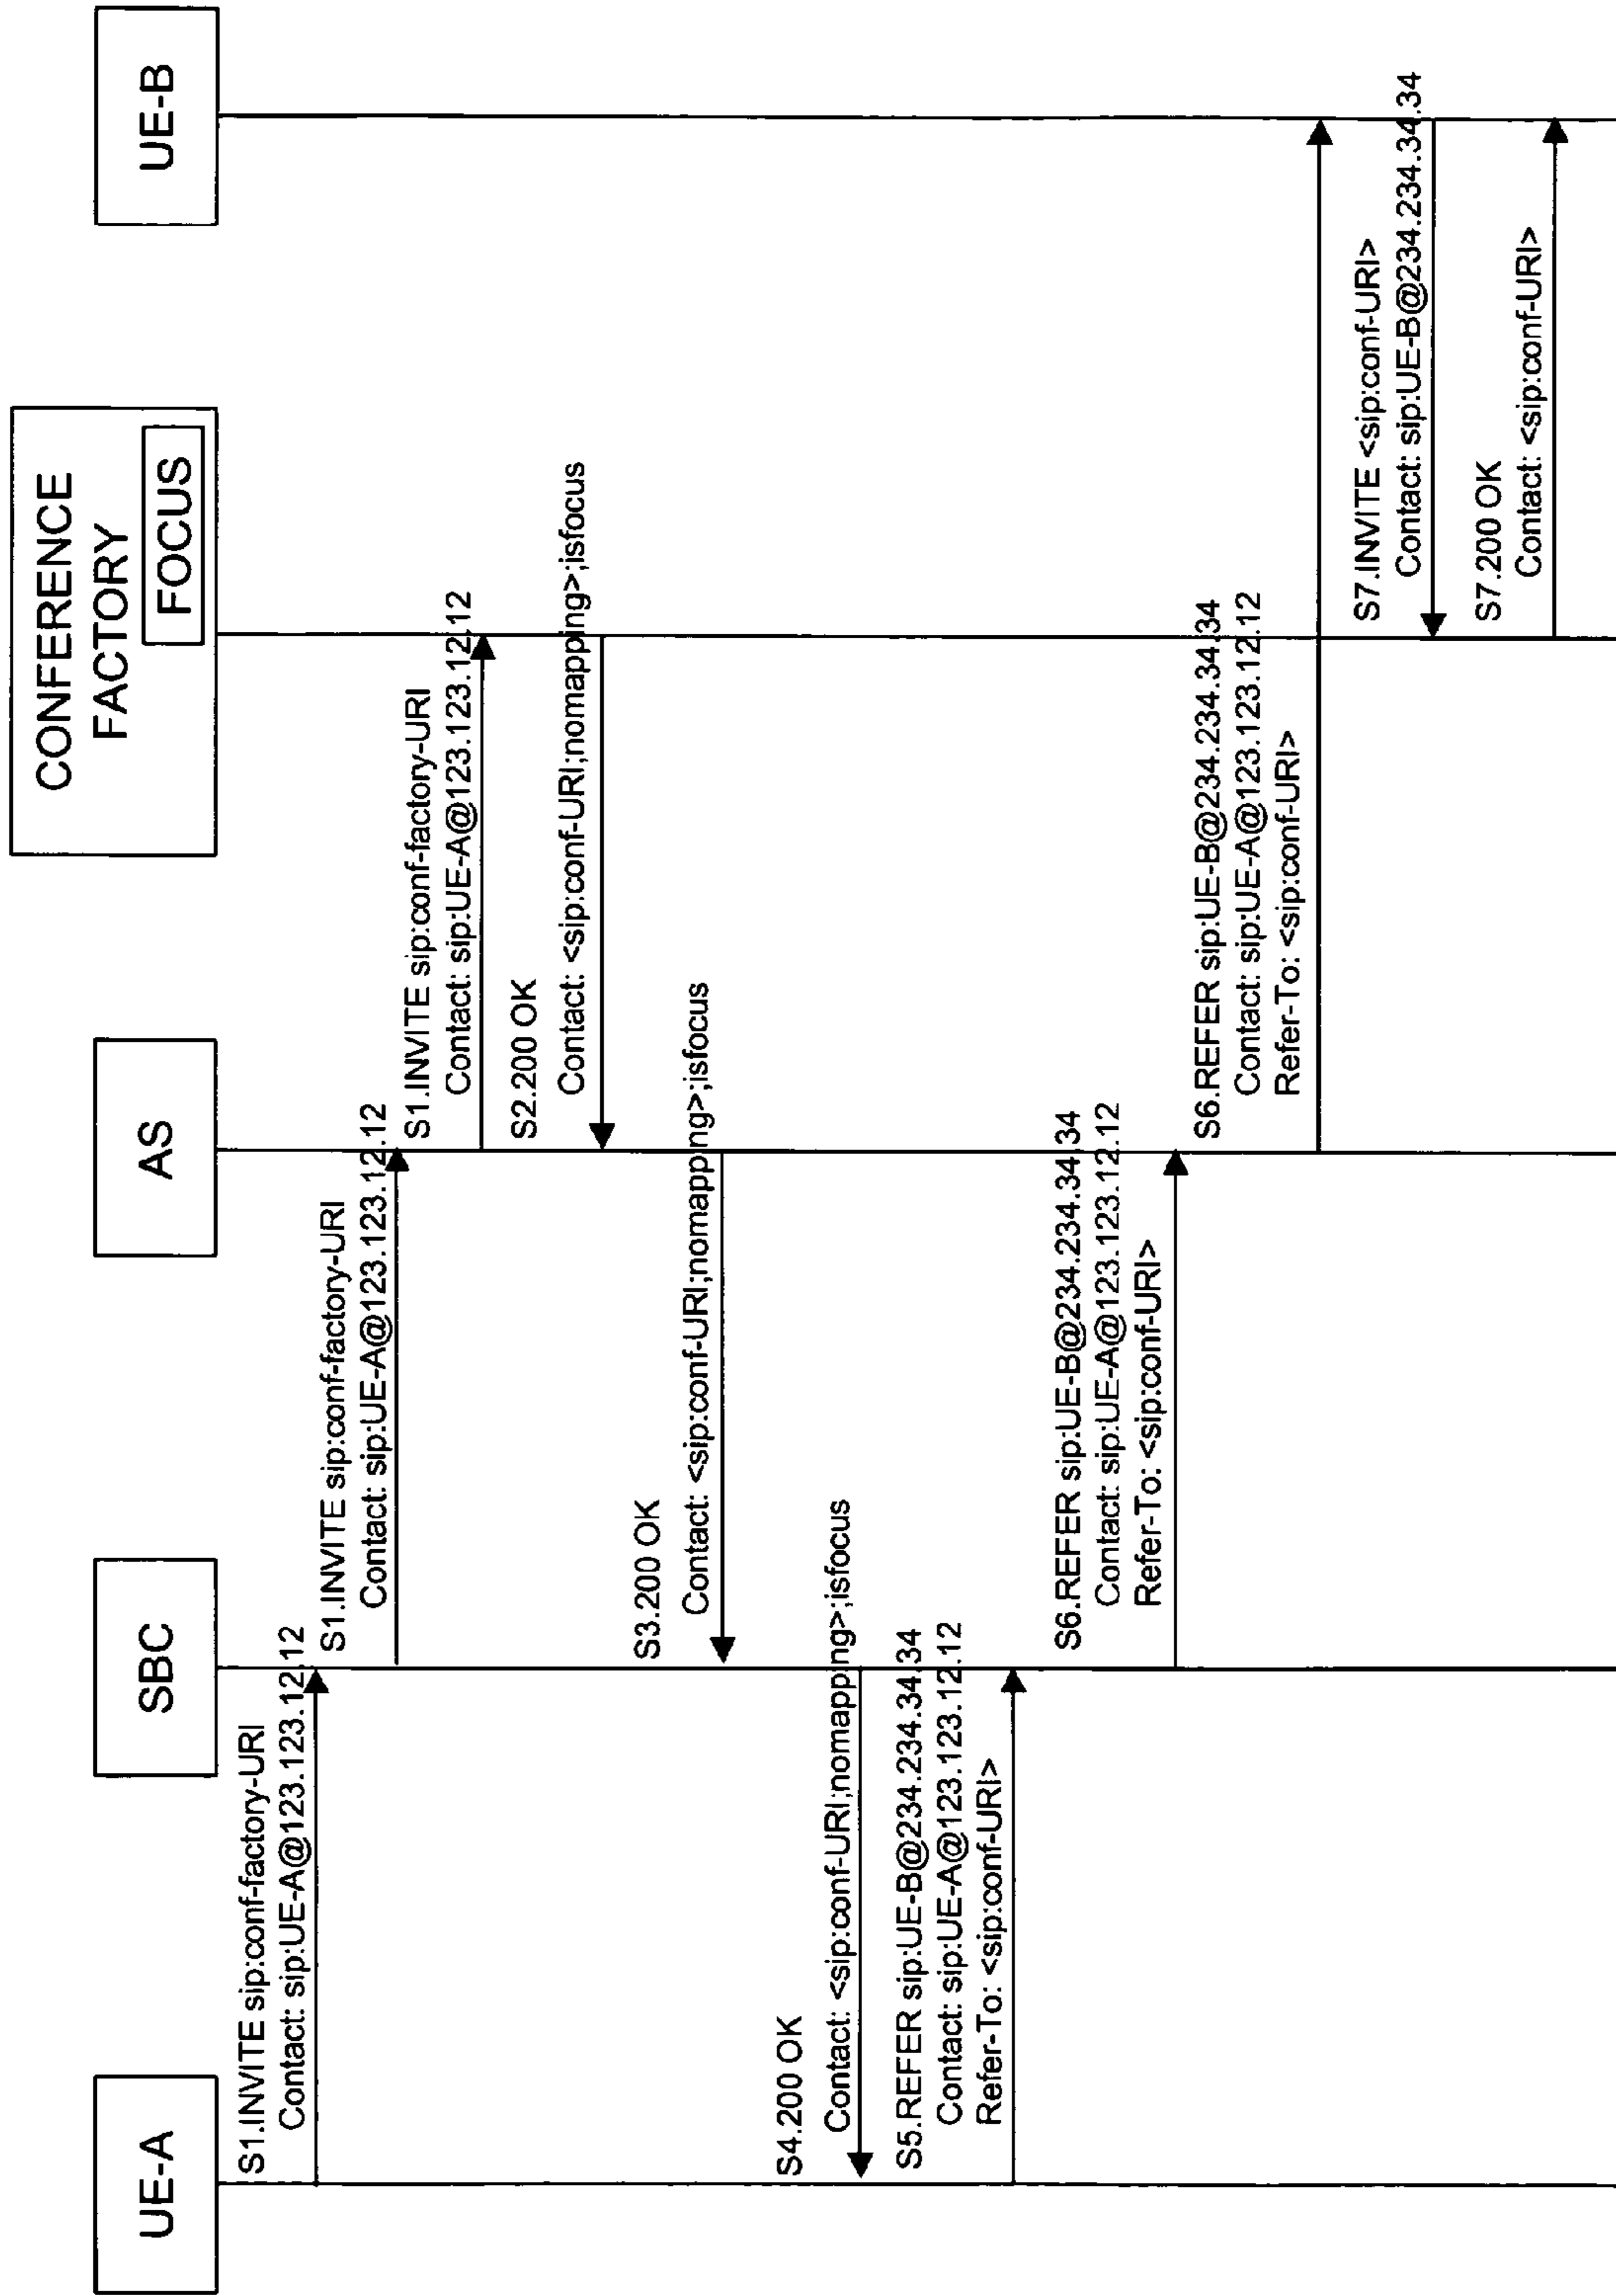 UE-A
SBC
AS
CONFERENCE
FACTORY
FOCUS
UE-B
S1.INVITE sip:conf-factory-URI
Contact: sip:UE-A@123.123.12.12
S1.INVITE sip:conf-factory-URI
Contact: sip:UE-A@123.123.12.12
S1.INVITE sip:conf-factory-URI
Contact: sip:UE-A@123.123.12.12
S2.200 OK
Contact: <sip:conf-URI;nomapping>;isfocus
S3.200 OK
Contact: <sip:conf-URI;nomapping>;isfocus
S4.200 OK
Contact: <sip:conf-URI;nomapping>;isfocus
S5.REFER sip:UE-B@234.234.34.34
Contact: sip:UE-A@123.123.12.12
Refer-To: <sip:conf-URI>
S6.REFER sip:UE-B@234.234.34.34
Contact: sip:UE-A@123.123.12.12
Refer-To: <sip:conf-URI>
S6.REFER sip:UE-B@234.234.34.34
Contact: sip:UE-A@123.123.12.12
Refer-To: <sip:conf-URI>
S7.INVITE <sip:conf-URI>
Contact: sip:UE-B@234.234.34.34
S7.200 OK
Contact: <sip:conf-URI>